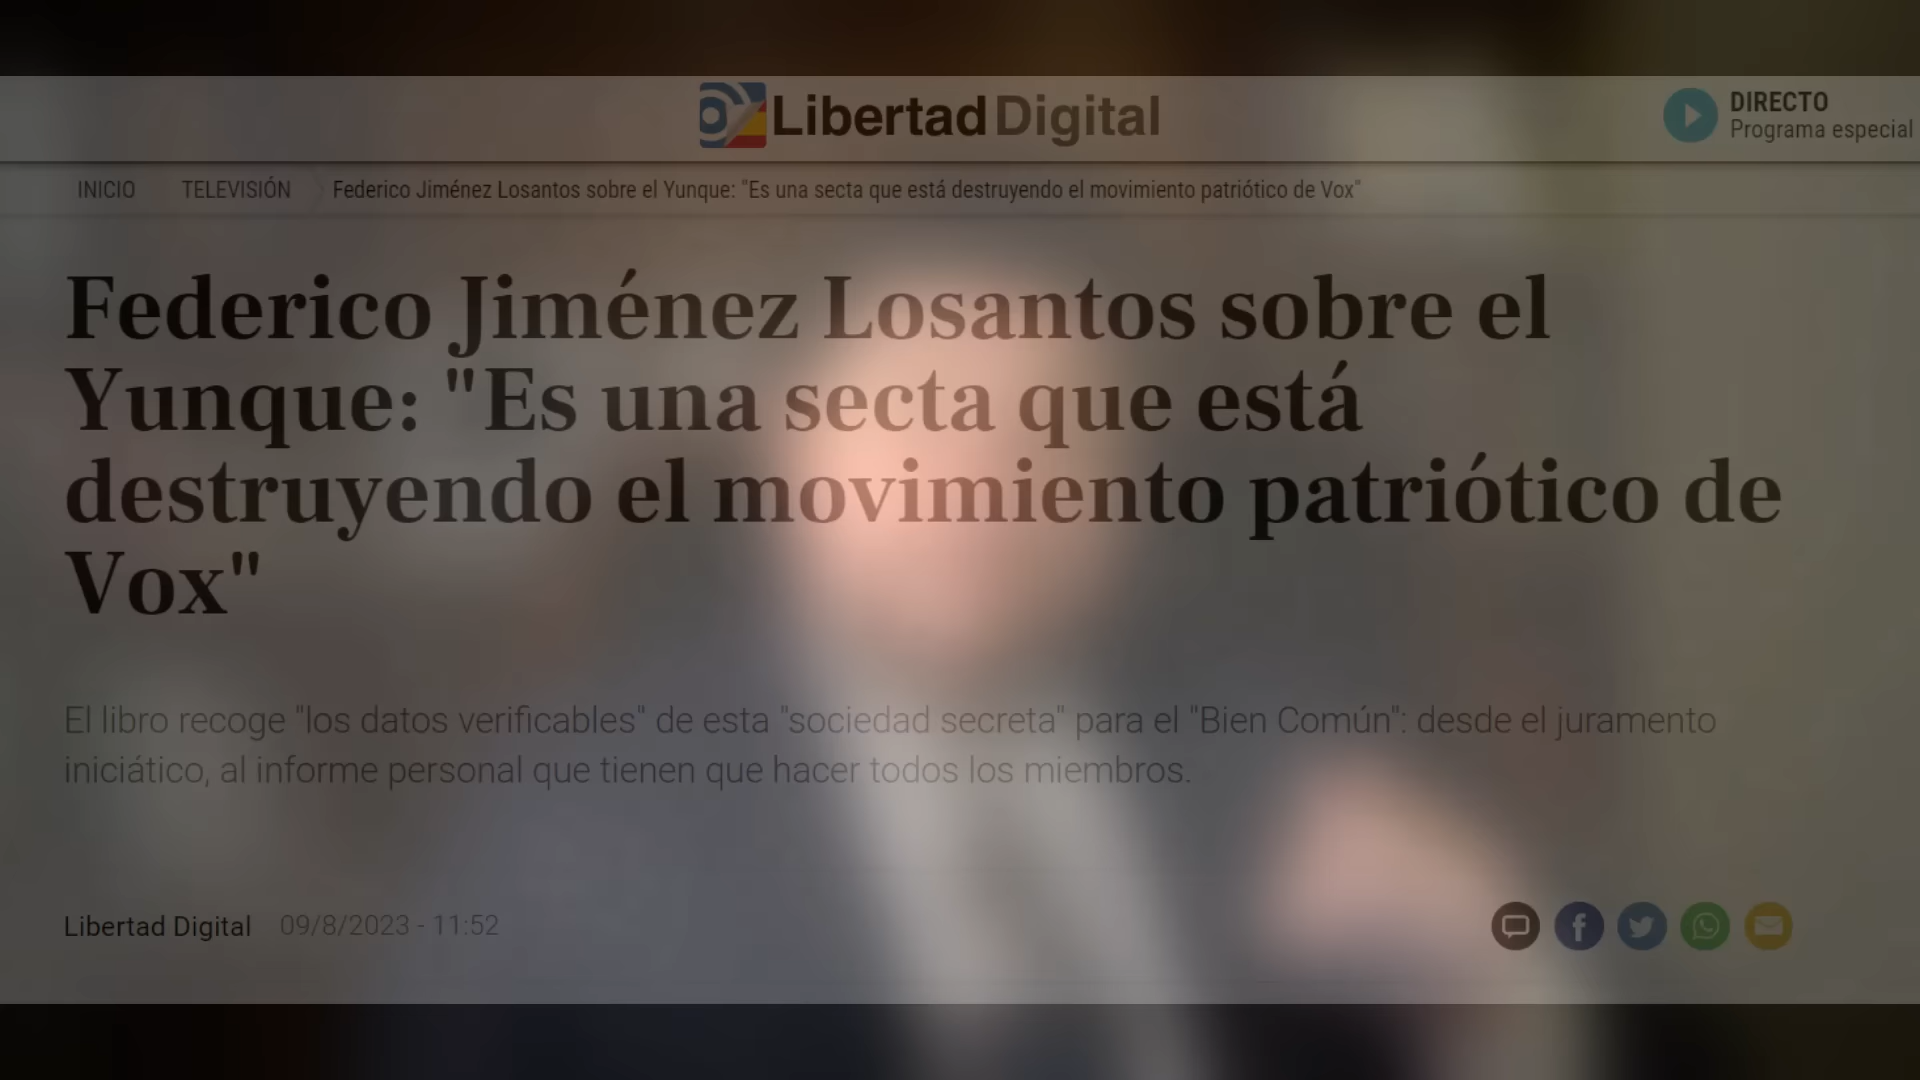 Libertad Digital
DIRECTO
Programa especial
INICIO TELEVISIÓN Federico Jiménez Losantos sobre el Yunque: "Es una secta que está destruyendo el movimiento patriótico de Vox"
Federico Jiménez Losantos sobre el
Yunque: "Es una secta que está
destruyendo el movimiento patriótico de
Vox"
El libro recoge "los datos verificables" de esta "sociedad secreta" para el "Bien Común": desde el juramento
iniciático, al informe personal que tienen que hacer todos los miembros.
Libertad Digital 09/8/2023 - 11:52